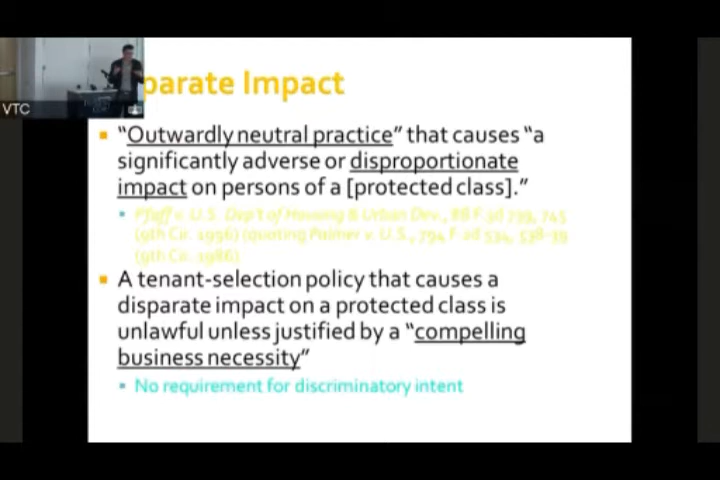 VTC
parate Impact
“Outwardly neutral practice” that causes “a
significantly adverse or disproportionate
impact on persons of a [protected class].”
Pfaff v. U.S. Dep't of Housing & Urban Dev., 88 F.3d 739, 745
(9th Cir. 1996) (quoting Palmer v. U.S., 794 F.2d 534, 538-39
(9th Cir. 1986)
A tenant-selection policy that causes a
disparate impact on a protected class is
unlawful unless justified by a “compelling
business necessity”
No requirement for discriminatory intent